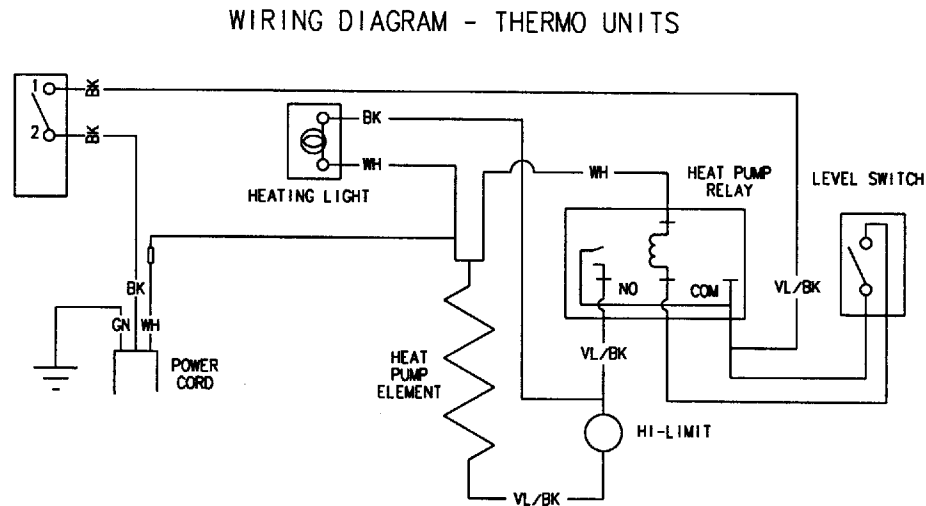 WIRING DIAGRAM - THERMO UNITS
1
BK
2
BK
BK
WH
HEATING LIGHT
WH
HEAT PUMP
RELAY
LEVEL SWITCH
NO
COM
VL/BK
BK
GN
WH
POWER
CORD
HEAT
PUMP
ELEMENT
VL/BK
HI-LIMIT
VL/BK